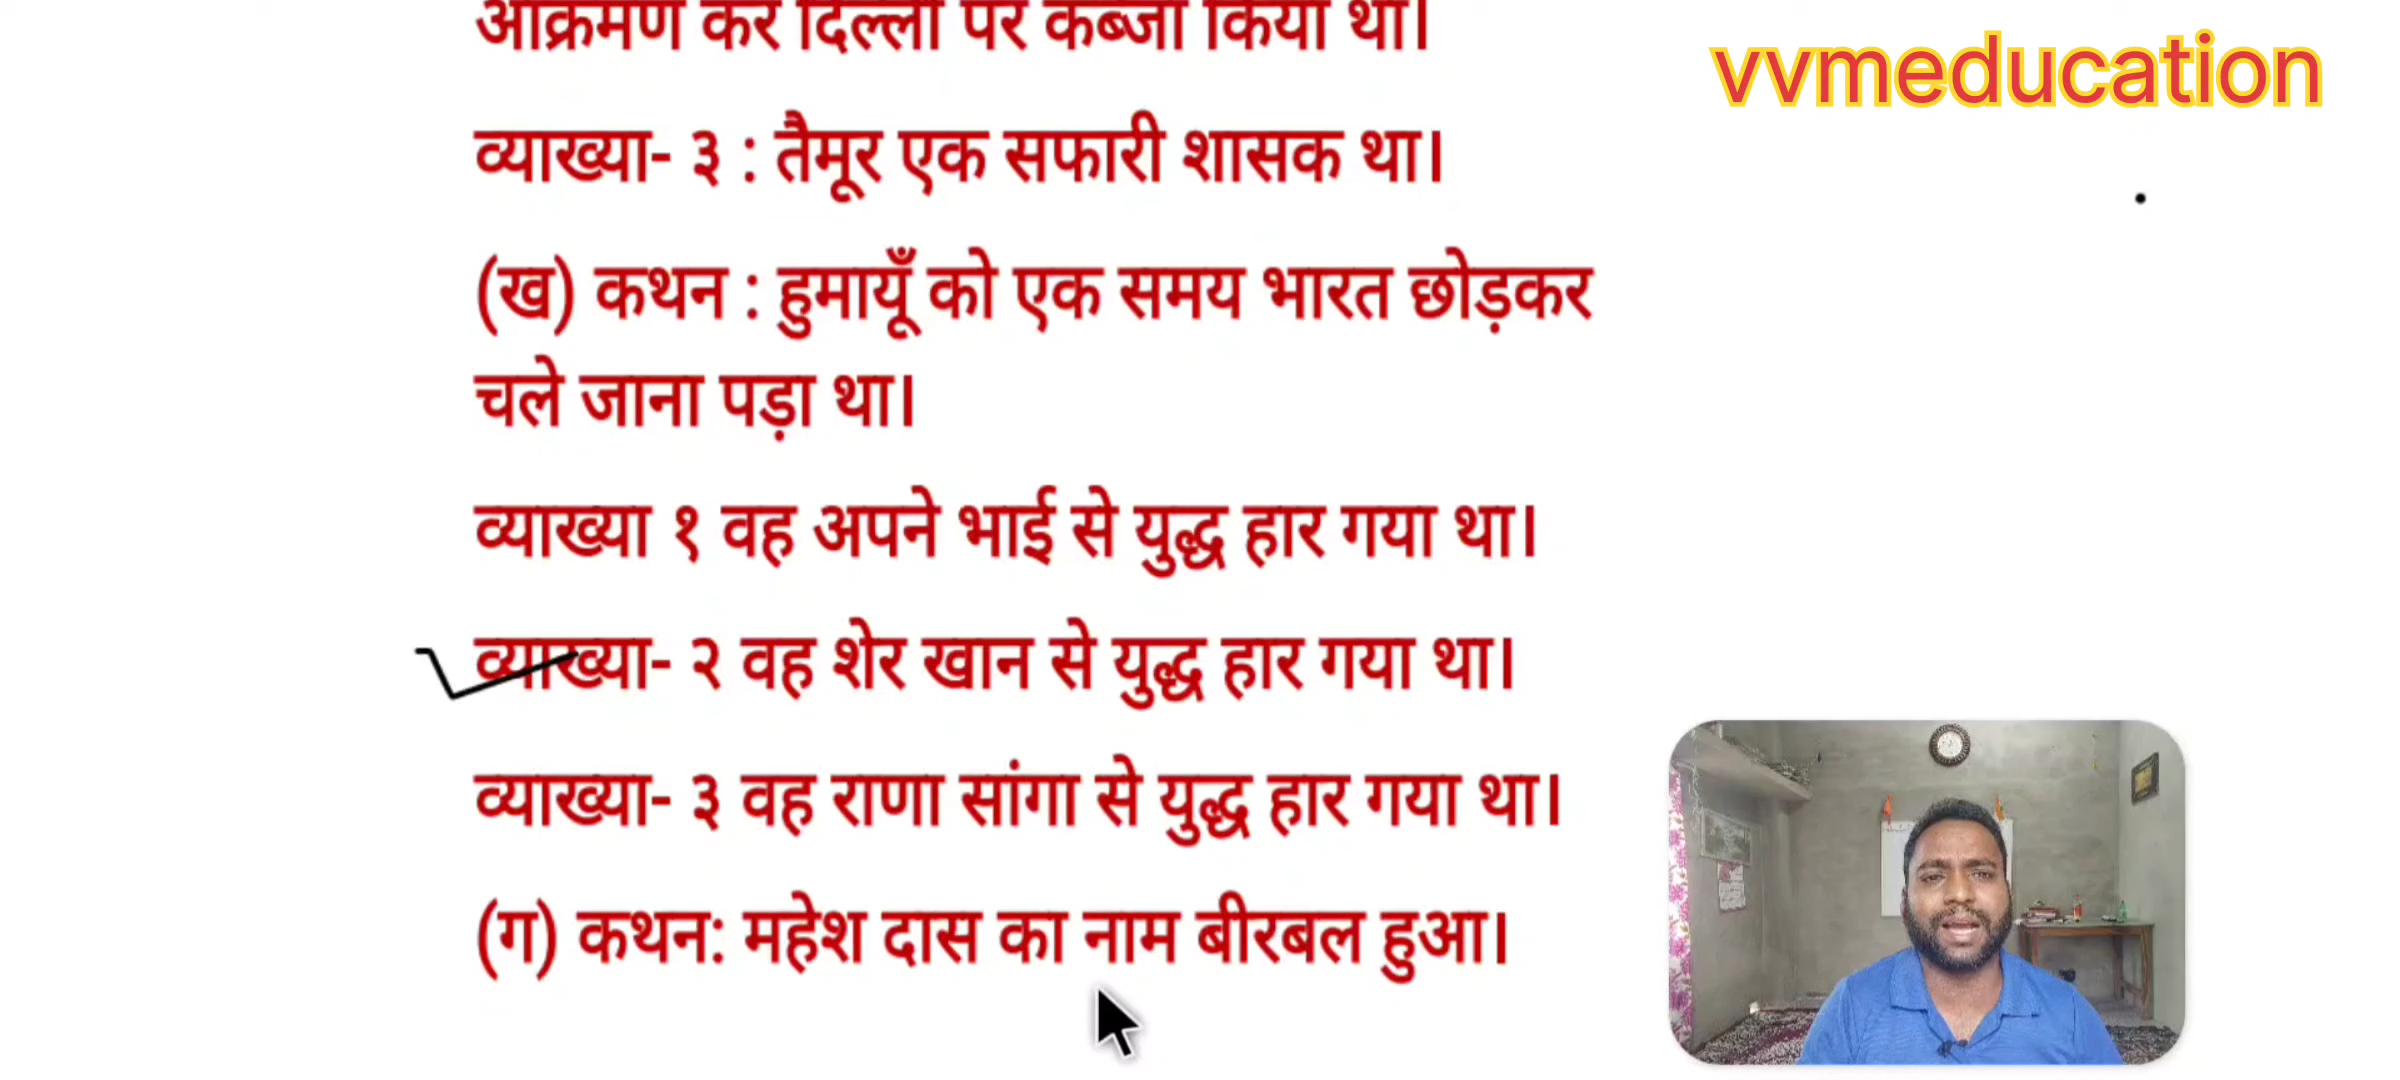 आक्रमण कर दिल्ली पर कब्जा किया था।
vvmeducation
व्याख्या- ३ : तैमूर एक सफारी शासक था।
(ख) कथन : हुमायूँ को एक समय भारत छोड़कर
चले जाना पड़ा था।
व्याख्या १ वह अपने भाई से युद्ध हार गया था।
व्याख्या- २ वह शेर खान से युद्ध हार गया था।
व्याख्या- ३ वह राणा सांगा से युद्ध हार गया था।
(ग) कथन: महेश दास का नाम बीरबल हुआ।